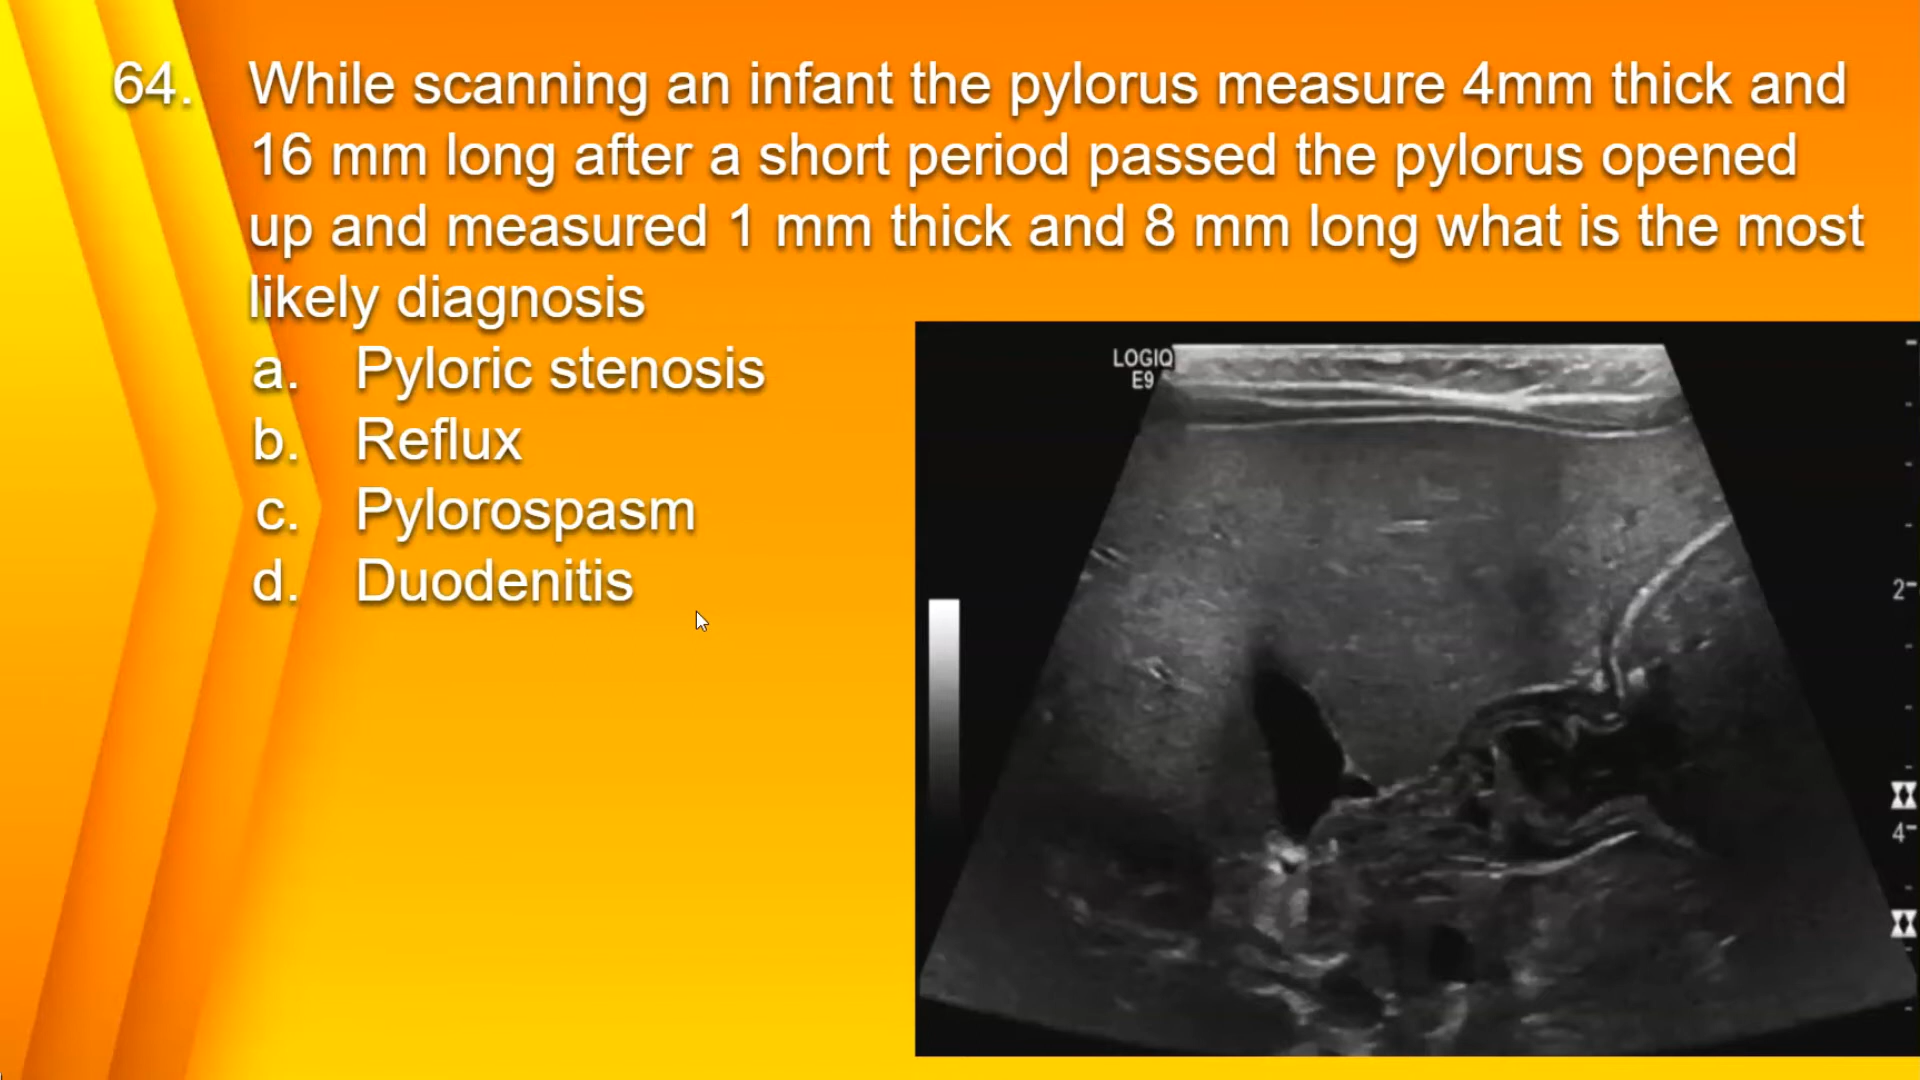 64. While scanning an infant the pylorus measure 4mm thick and
16 mm long after a short period passed the pylorus opened
up and measured 1 mm thick and 8 mm long what is the most
likely diagnosis
a. Pyloric stenosis
b. Reflux
c. Pylorospasm
d. Duodenitis
LOGIQ
E9
2
4